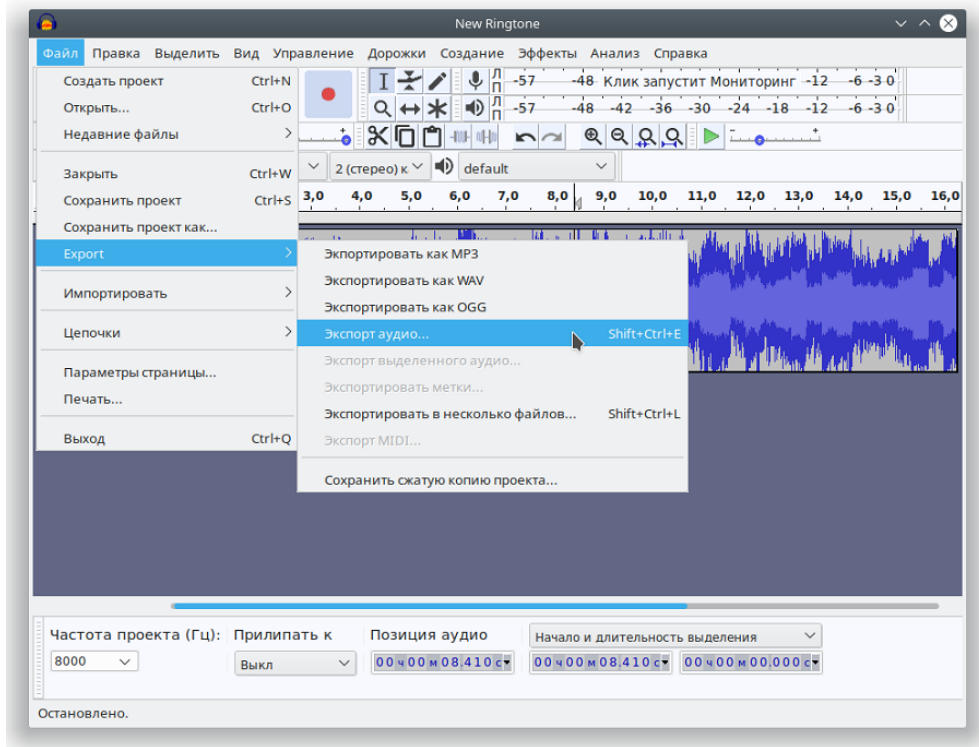 New Ringtone
Файл Правка Выделить Вид Управление Дорожки Создание Эффекты Анализ Справка
Создать проект Ctrl+N
Открыть... Ctrl+O
Недавние файлы
Закрыть Ctrl+W
Сохранить проект Ctrl+S
Сохранить проект как...
Export
Импортировать
Цепочки
Параметры страницы...
Печать...
Выход Ctrl+Q
Л П -57 -48 Клик запустит Мониторинг -12 -6 -3 0
Л П -57 -48 -42 -36 -30 -24 -18 -12 -6 -3 0
2 (стерео) к default
3,0 4,0 5,0 6,0 7,0 8,0 9,0 10,0 11,0 12,0 13,0 14,0 15,0 16,0
Экпортировать как MP3
Экспортировать как WAV
Экспортировать как OGG
Экспорт аудио... Shift+Ctrl+E
Экспорт выделенного аудио...
Экспортировать метки...
Экспортировать в несколько файлов... Shift+Ctrl+L
Экспорт MIDI...
Сохранить сжатую копию проекта...
Частота проекта (Гц): Прилипать к Позиция аудио Начало и длительность выделения
8000 Выкл 00 ч 00 м 08.410 с 00 ч 00 м 08.410 с 00 ч 00 м 00.000 с
Остановлено.